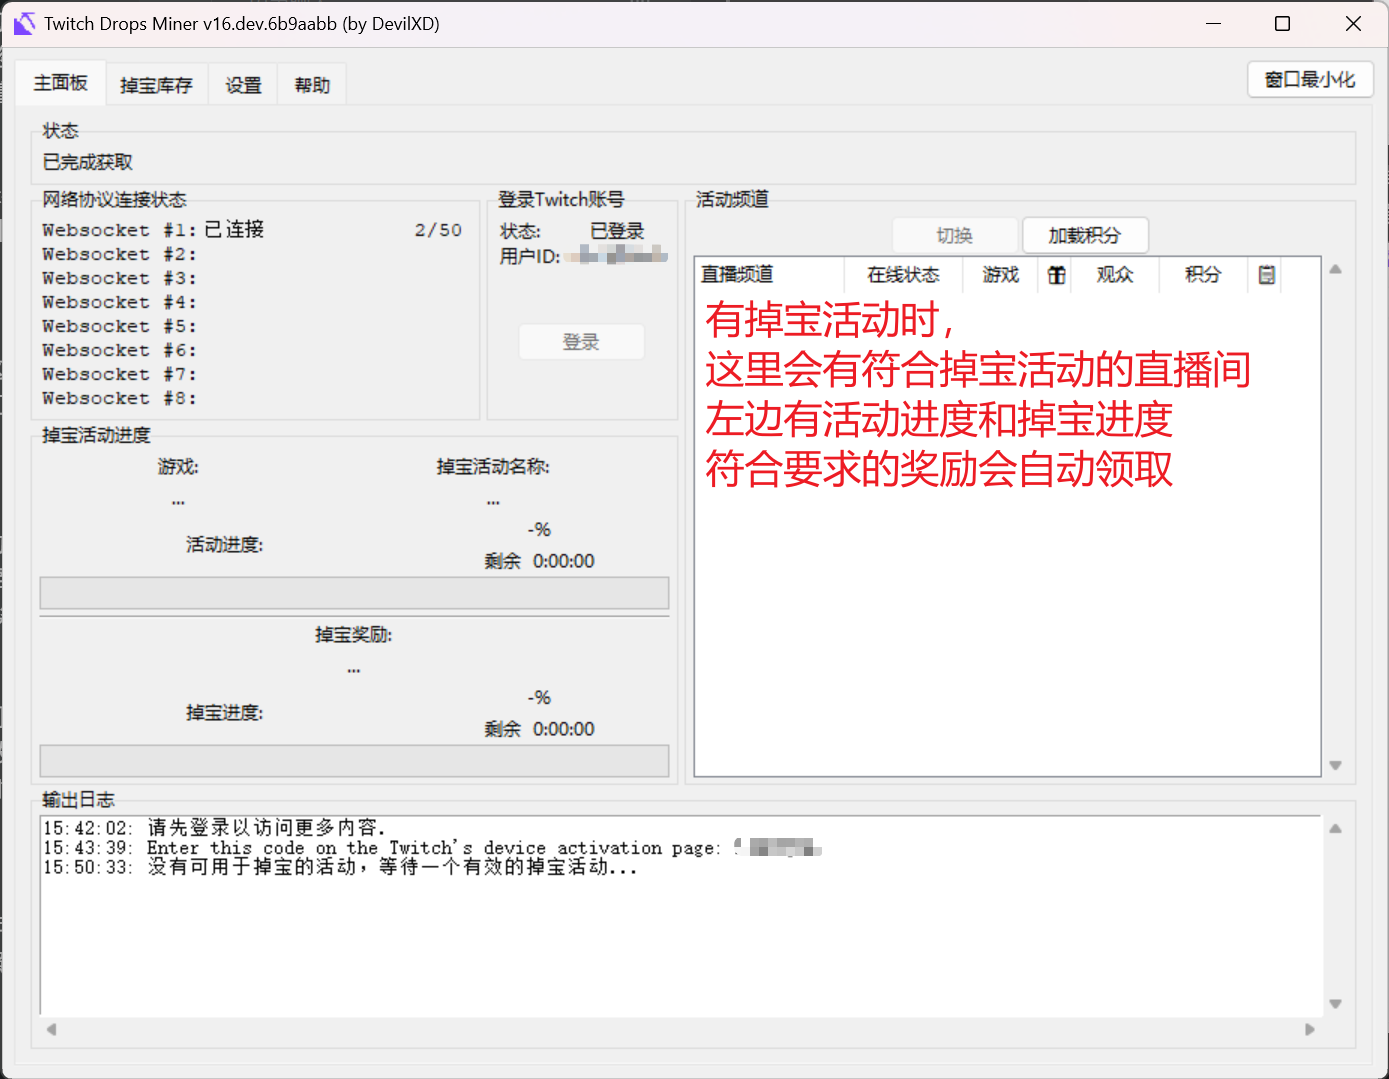 Twitch Drops Miner v16.dev.6b9aabb (by DevilXD)
主面板
掉宝库存
设置
帮助
窗口最小化
状态
已完成获取
网络协议连接状态
Websocket #1: 已连接 2/50
Websocket #2:
Websocket #3:
Websocket #4:
Websocket #5:
Websocket #6:
Websocket #7:
Websocket #8:
登录Twitch账号
状态: 已登录
用户ID:
登录
活动频道
切换
加载积分
直播频道 在线状态 游戏 观众 积分
有掉宝活动时，
这里会有符合掉宝活动的直播间
左边有活动进度和掉宝进度
符合要求的奖励会自动领取
掉宝活动进度
游戏: 掉宝活动名称:
... ...
活动进度:
-%
剩余 0:00:00
掉宝奖励:
...
掉宝进度:
-%
剩余 0:00:00
输出日志
15:42:02: 请先登录以访问更多内容.
15:43:39: Enter this code on the Twitch's device activation page:
15:50:33: 没有可用于掉宝的活动，等待一个有效的掉宝活动...